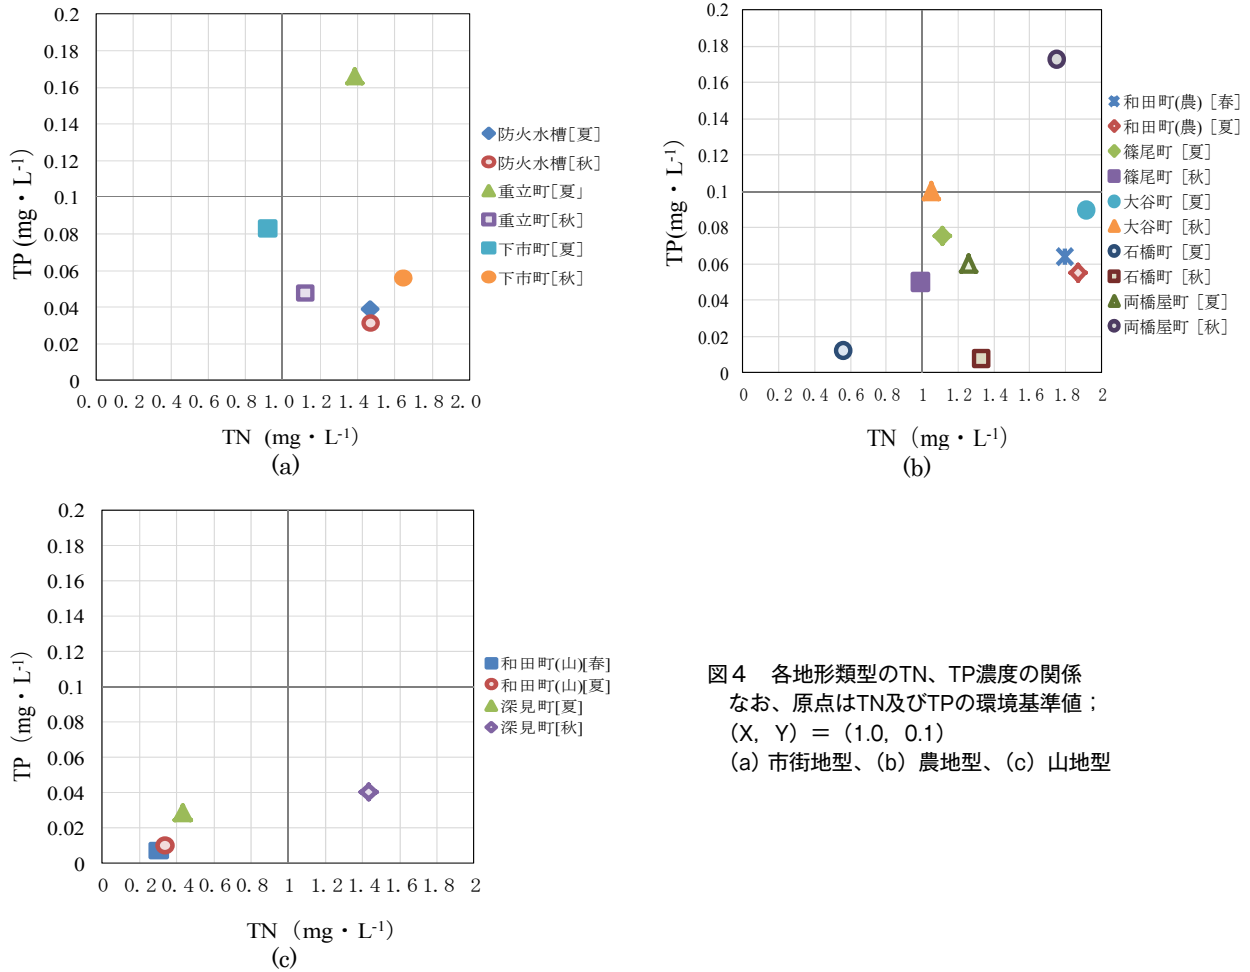 0.2
0.18
0.16
0.14
0.12
0.1
0.08
0.06
0.04
0.02
0
TP (mg・L⁻¹)
0.0 0.2 0.4 0.6 0.8 1.0 1.2 1.4 1.6 1.8 2.0
TN (mg・L⁻¹)
(a)
防火水槽[夏]
防火水槽[秋]
重立町[夏」
重立町[秋]
下市町[夏]
下市町[秋]
0.2
0.18
0.16
0.14
0.12
0.1
0.08
0.06
0.04
0.02
0
TP(mg・L⁻¹)
0 0.2 0.4 0.6 0.8 1 1.2 1.4 1.6 1.8 2
TN (mg・L⁻¹)
(b)
和田町(農)［春］
和田町(農)［夏］
篠尾町［夏］
篠尾町［秋］
大谷町［夏］
大谷町［秋］
石橋町［夏］
石橋町［秋］
両橋屋町［夏］
両橋屋町［秋］
0.2
0.18
0.16
0.14
0.12
0.1
0.08
0.06
0.04
0.02
0
TP (mg・L⁻¹)
0 0.2 0.4 0.6 0.8 1 1.2 1.4 1.6 1.8 2
TN (mg・L⁻¹)
(c)
和田町(山)[春]
和田町(山)[夏]
深見町[夏]
深見町[秋]
図４　各地形類型のTN、TP濃度の関係
なお、原点はTN及びTPの環境基準値；
(X, Y) ＝ (1.0, 0.1)
(a) 市街地型、(b) 農地型、(c) 山地型